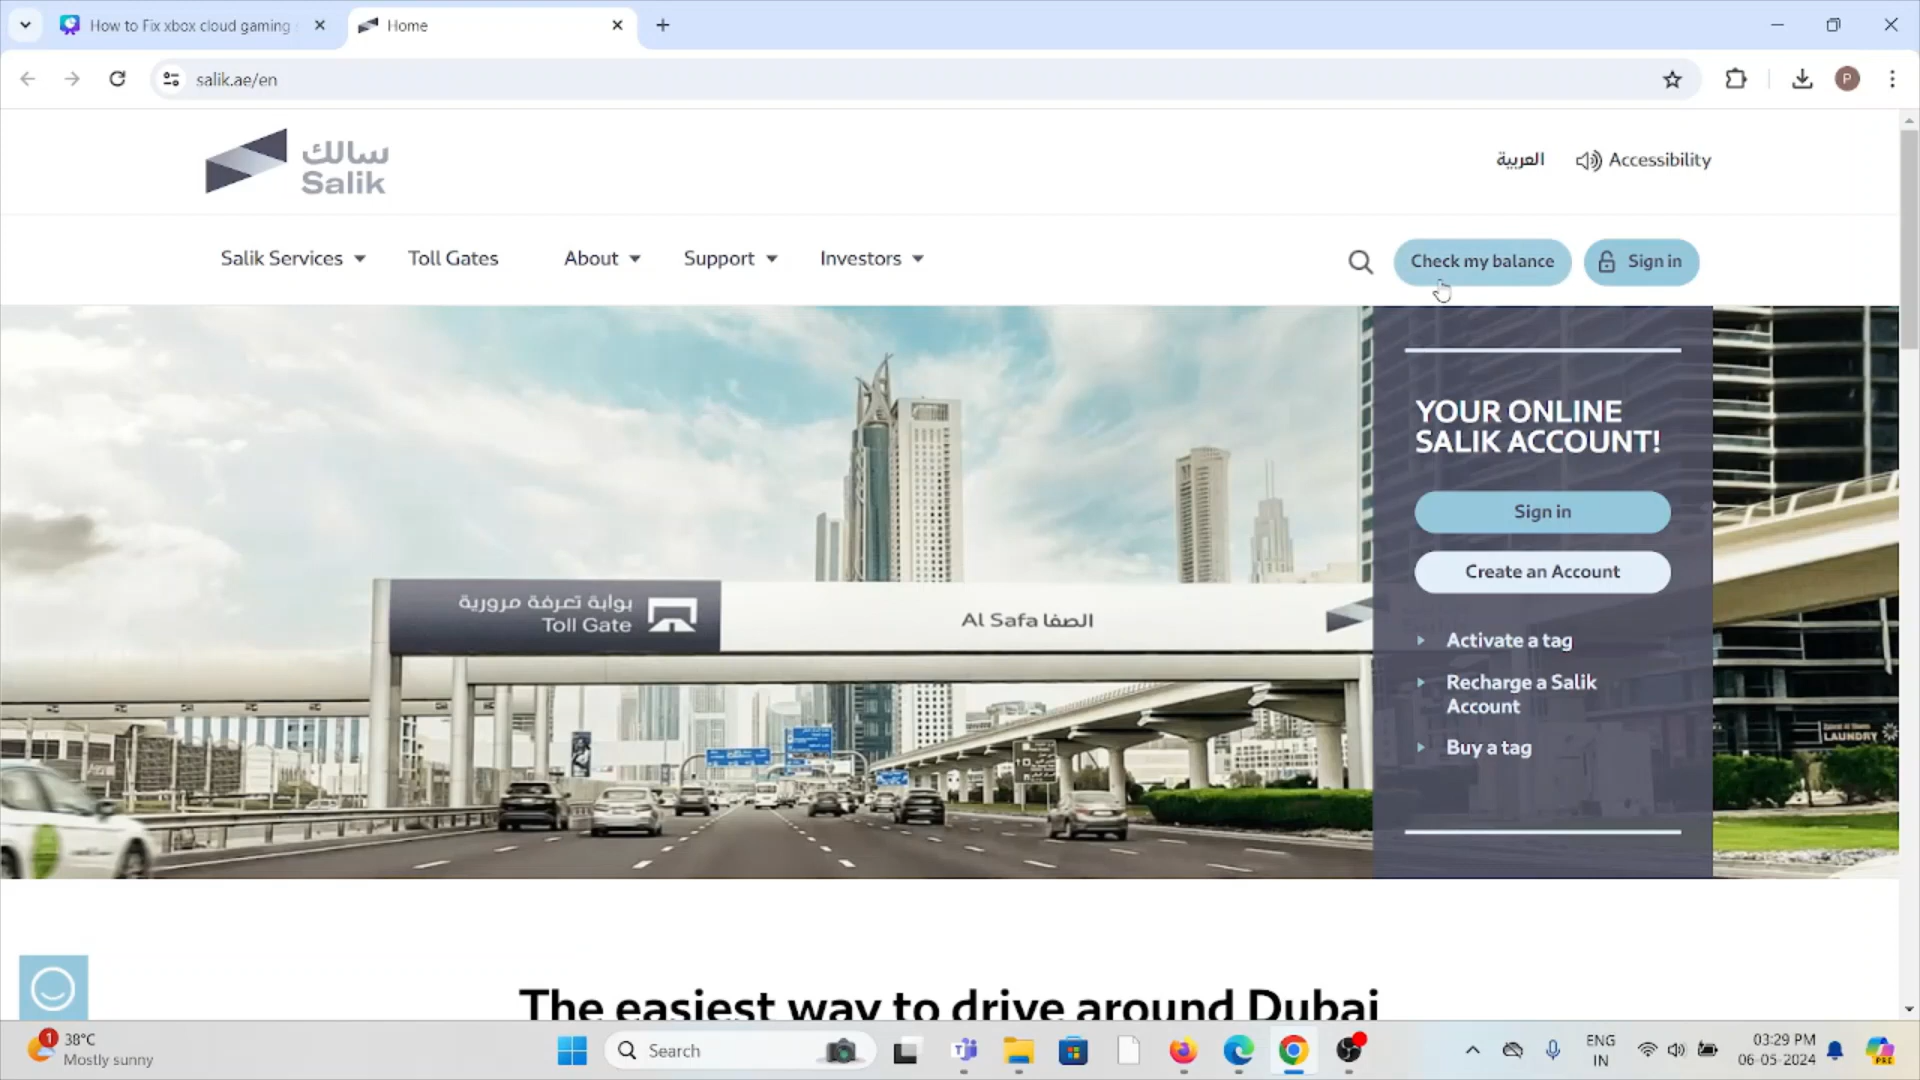 How to Fix xbox cloud gaming
Home
salik.ae/en
P
سالك
Salik
العربية
Accessibility
Salik Services
Toll Gates
About
Support
Investors
Check my balance
Sign in
YOUR ONLINE
SALIK ACCOUNT!
Sign in
Create an Account
Activate a tag
Recharge a Salik
Account
Buy a tag
بوابة تعرفة مرورية
Toll Gate
Al Safa الصفا
LAUNDRY
The easiest way to drive around Dubai
1
38°C
Mostly sunny
Search
ENG
IN
03:29 PM
06-05-2024
PRE